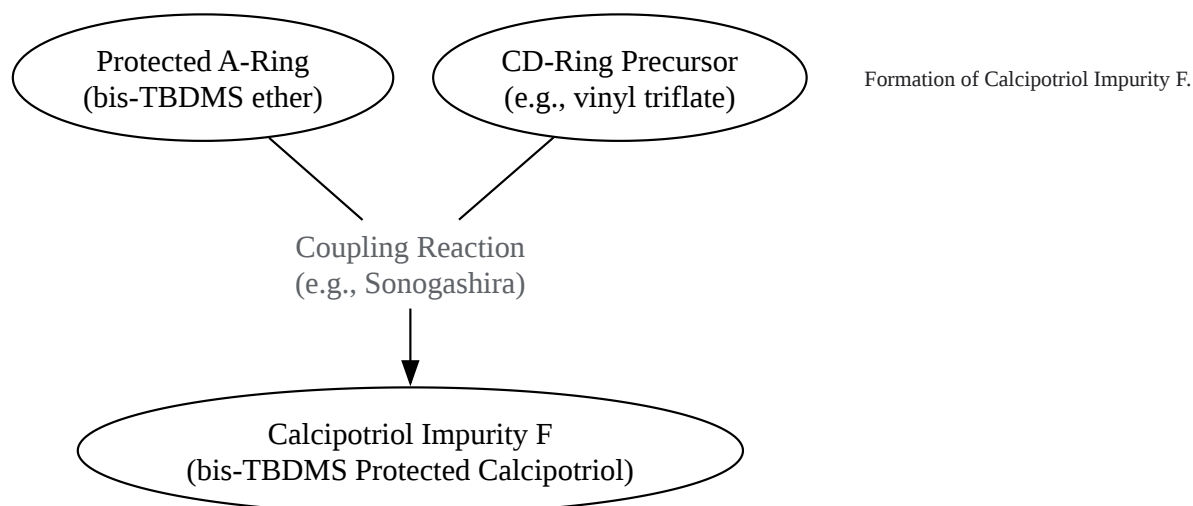 Protected A-Ring
(bis-TBDMS ether)
CD-Ring Precursor
(e.g., vinyl triflate)
Formation of Calcipotriol Impurity F.
Coupling Reaction
(e.g., Sonogashira)
Calcipotriol Impurity F
(bis-TBDMS Protected Calcipotriol)